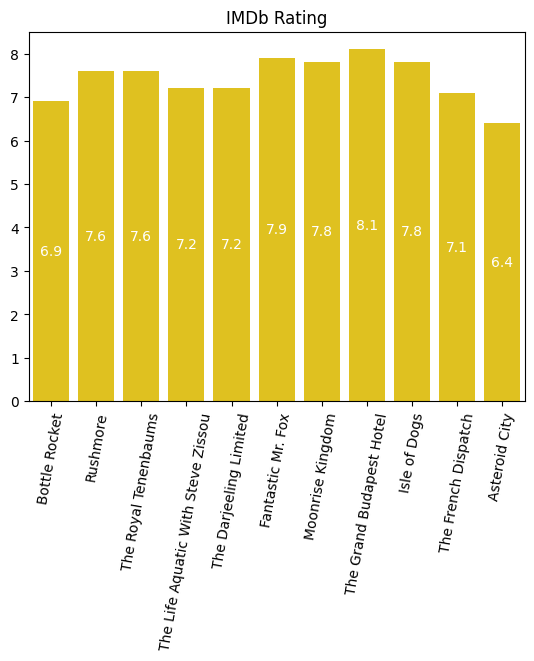 IMDb Rating
8
7
6
5
4
3
2
1
0
6.9
7.6
7.6
7.2
7.2
7.9
7.8
8.1
7.8
7.1
6.4
Bottle Rocket
Rushmore
The Royal Tenenbaums
The Life Aquatic With Steve Zissou
The Darjeeling Limited
Fantastic Mr. Fox
Moonrise Kingdom
The Grand Budapest Hotel
Isle of Dogs
The French Dispatch
Asteroid City